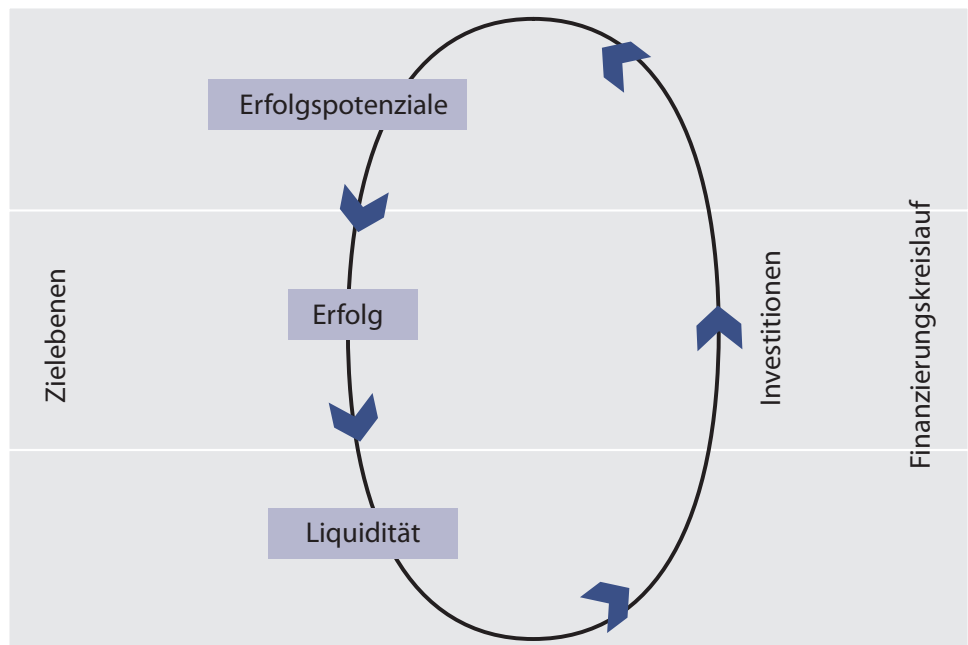 Erfolgspotenziale
Zielebenen
Erfolg
Investitionen
Finanzierungskreislauf
Liquidität